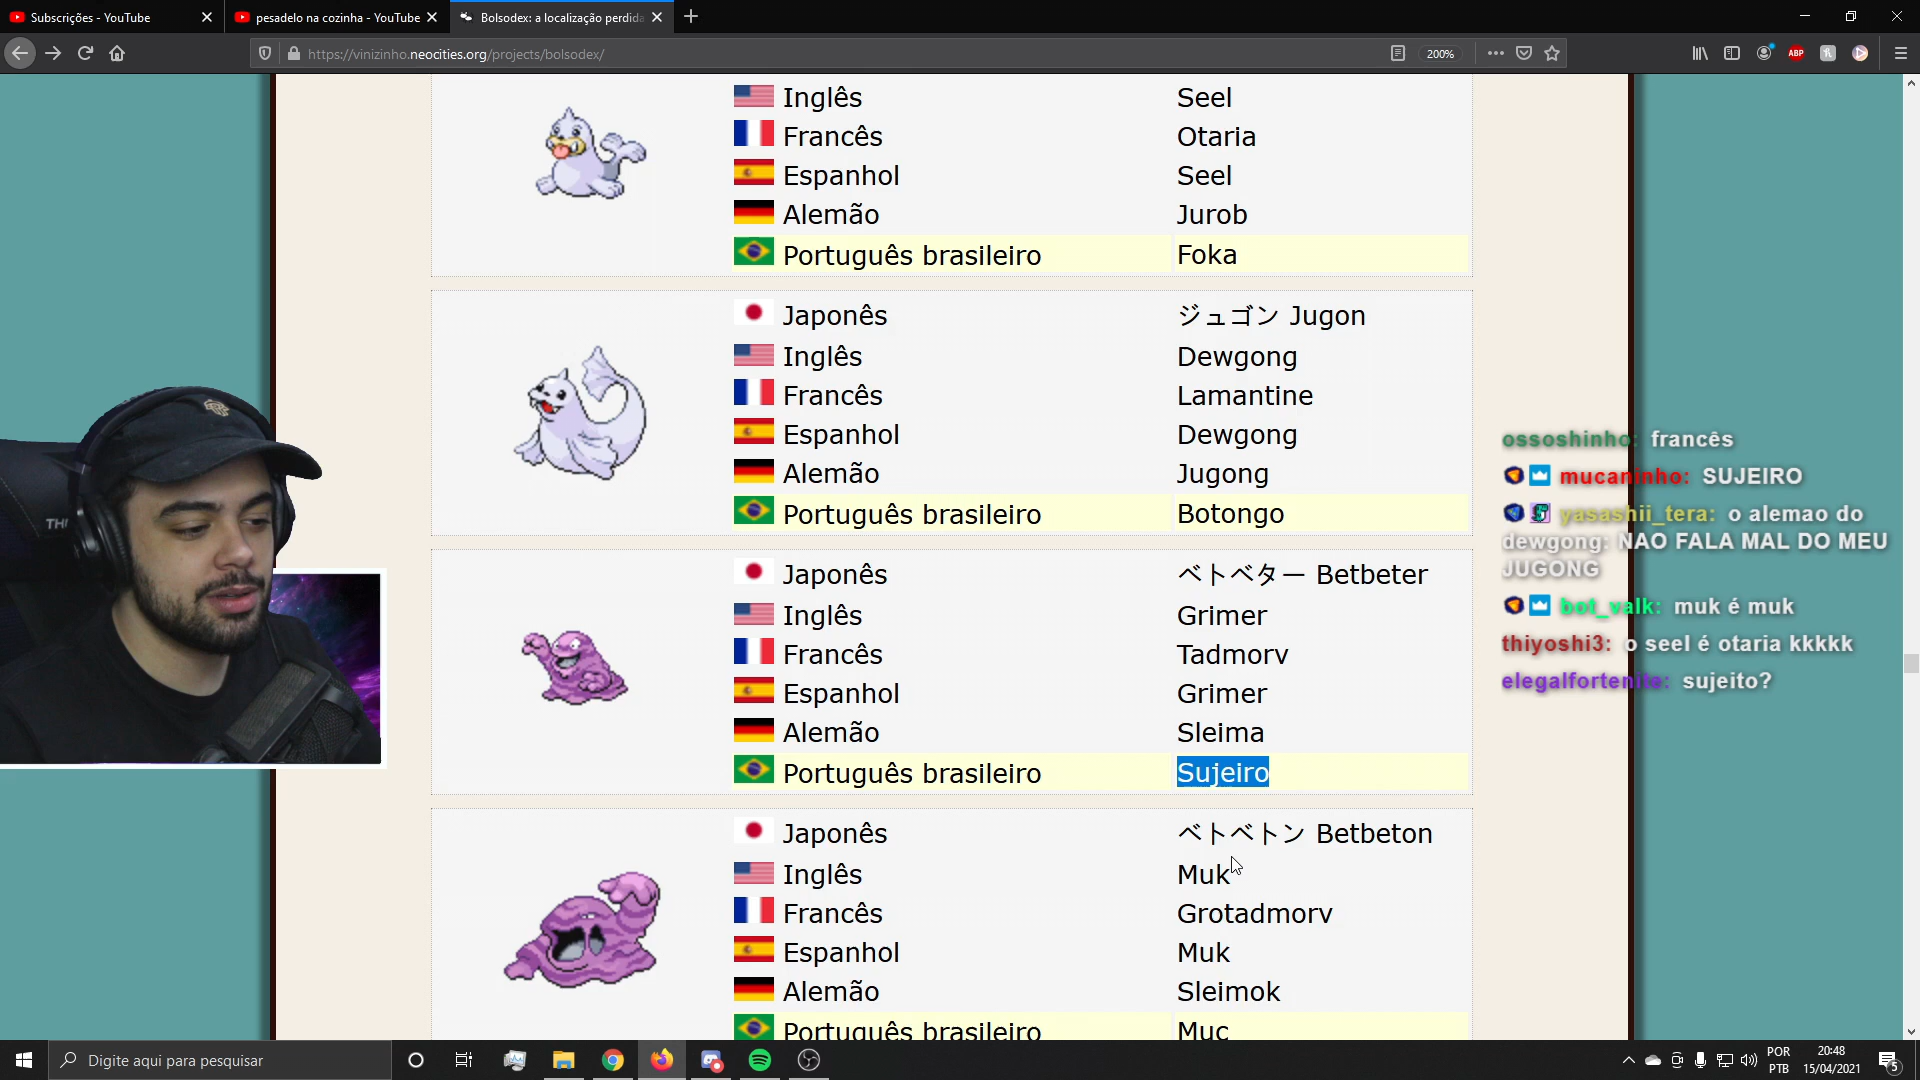 Subscrições - YouTube
pesadelo na cozinha - YouTube
Bolsodex: a localização perdida
https://vinizinho.neocities.org/projects/bolsodex/
200%
ABP
Inglês Seel
Francês Otaria
Espanhol Seel
Alemão Jurob
Português brasileiro Foka
Japonês ジュゴン Jugon
Inglês Dewgong
Francês Lamantine
Espanhol Dewgong
Alemão Jugong
Português brasileiro Botongo
Japonês ベトベター Betbeter
Inglês Grimer
Francês Tadmorv
Espanhol Grimer
Alemão Sleima
Português brasileiro Sujeiro
Japonês ベトベトン Betbeton
Inglês Muk
Francês Grotadmorv
Espanhol Muk
Alemão Sleimok
Português brasileiro Muc
ossoshinho: francês
mucaninho: SUJEIRO
yasashii_tera: o alemao do
dewgong: NAO FALA MAL DO MEU
JUGONG
bot_valk: muk é muk
thiyoshi3: o seel é otaria kkkkk
elegalfortenite: sujeito?
Digite aqui para pesquisar
POR
PTB
20:48
15/04/2021
5